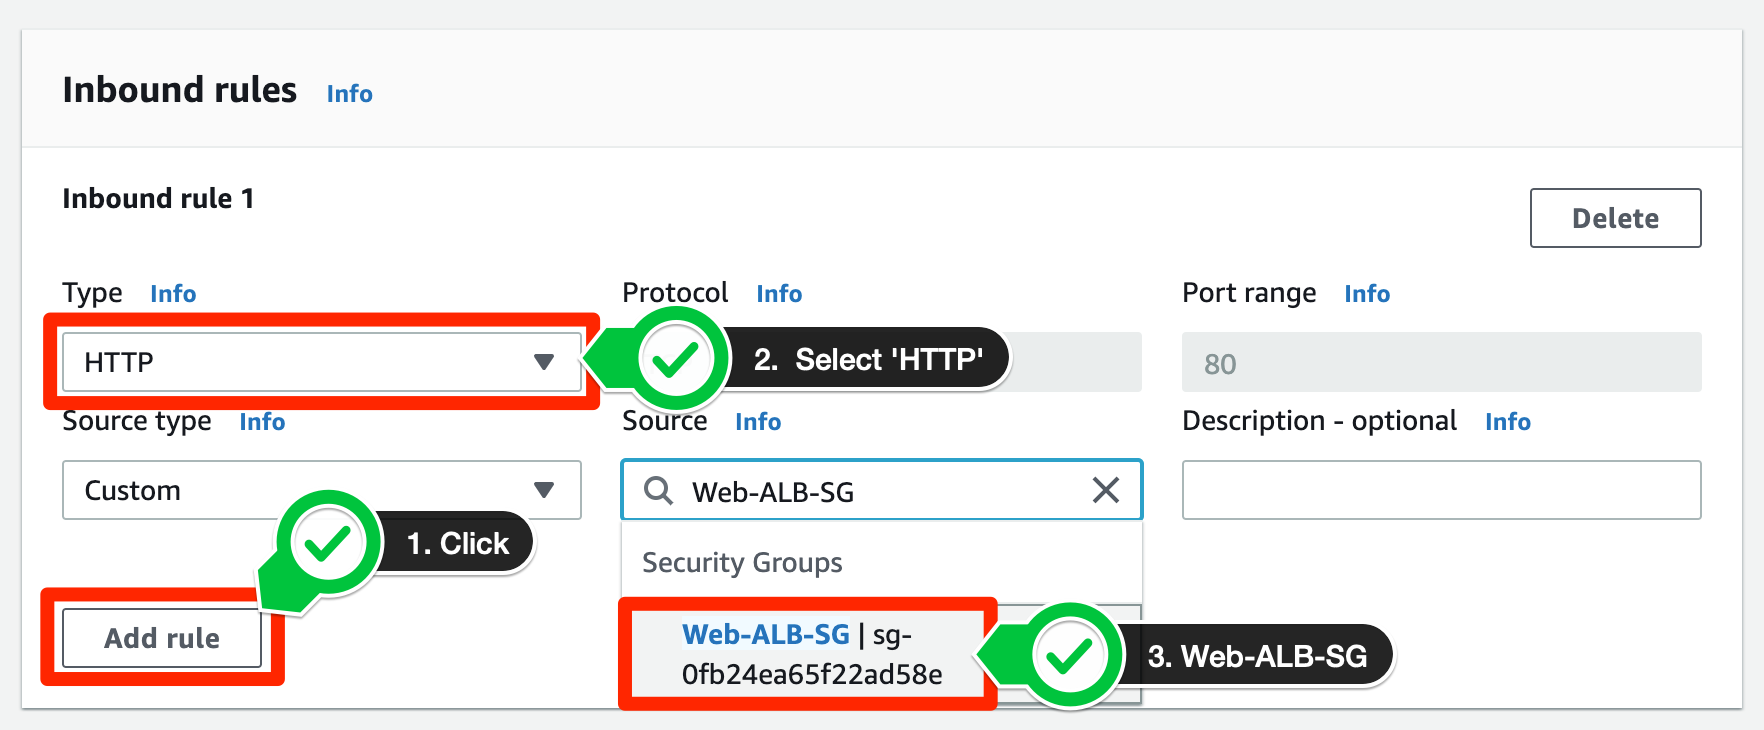 Inbound rules Info
Inbound rule 1
Delete
Type Info
Protocol Info
Port range Info
HTTP
2. Select 'HTTP'
80
Source type Info
Source Info
Description - optional Info
Custom
Web-ALB-SG
1. Click
Security Groups
Add rule
Web-ALB-SG | sg-
0fb24ea65f22ad58e
3. Web-ALB-SG